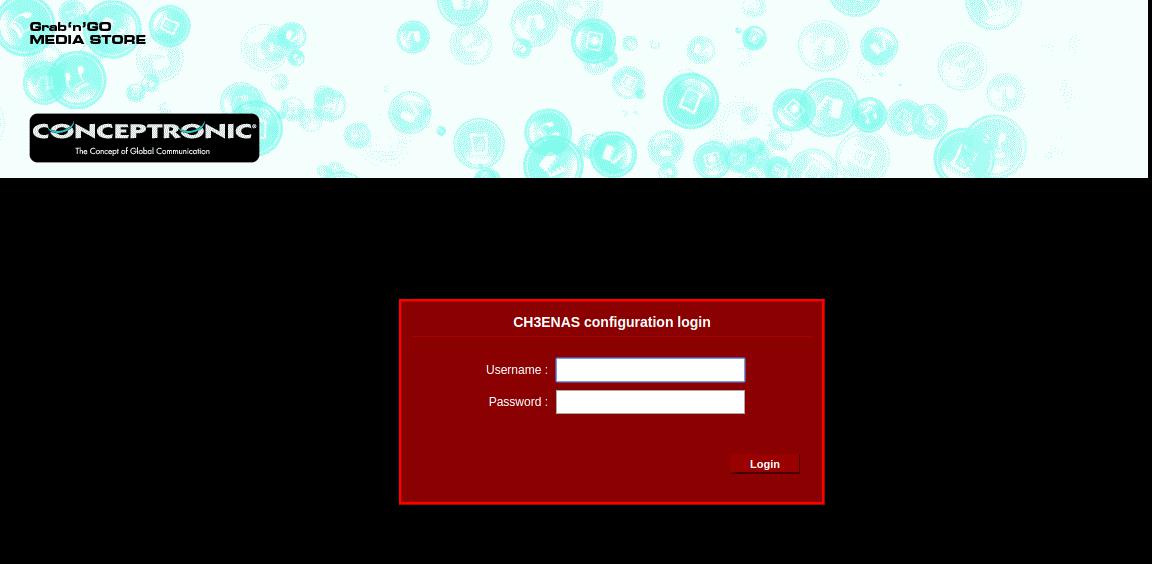 Grab'n'GO
MEDIA STORE
CONCEPTRONIC®
The Concept of Global Communication
CH3ENAS configuration login
Username :
Password :
Login